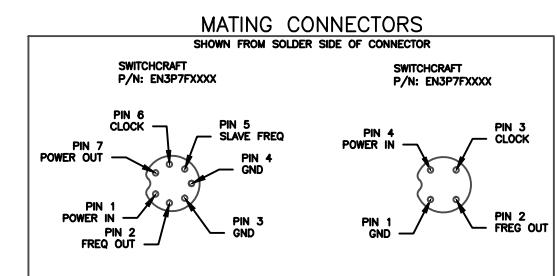 MATING CONNECTORS
SHOWN FROM SOLDER SIDE OF CONNECTOR
SWITCHCRAFT
P/N: EN3P7FXXXX
PIN 6
CLOCK
PIN 5
SLAVE FREQ
PIN 7
POWER OUT
PIN 4
GND
PIN 1
POWER IN
PIN 2
FREQ OUT
PIN 3
GND
SWITCHCRAFT
P/N: EN3P7FXXXX
PIN 4
POWER IN
PIN 3
CLOCK
PIN 1
GND
PIN 2
FREG OUT